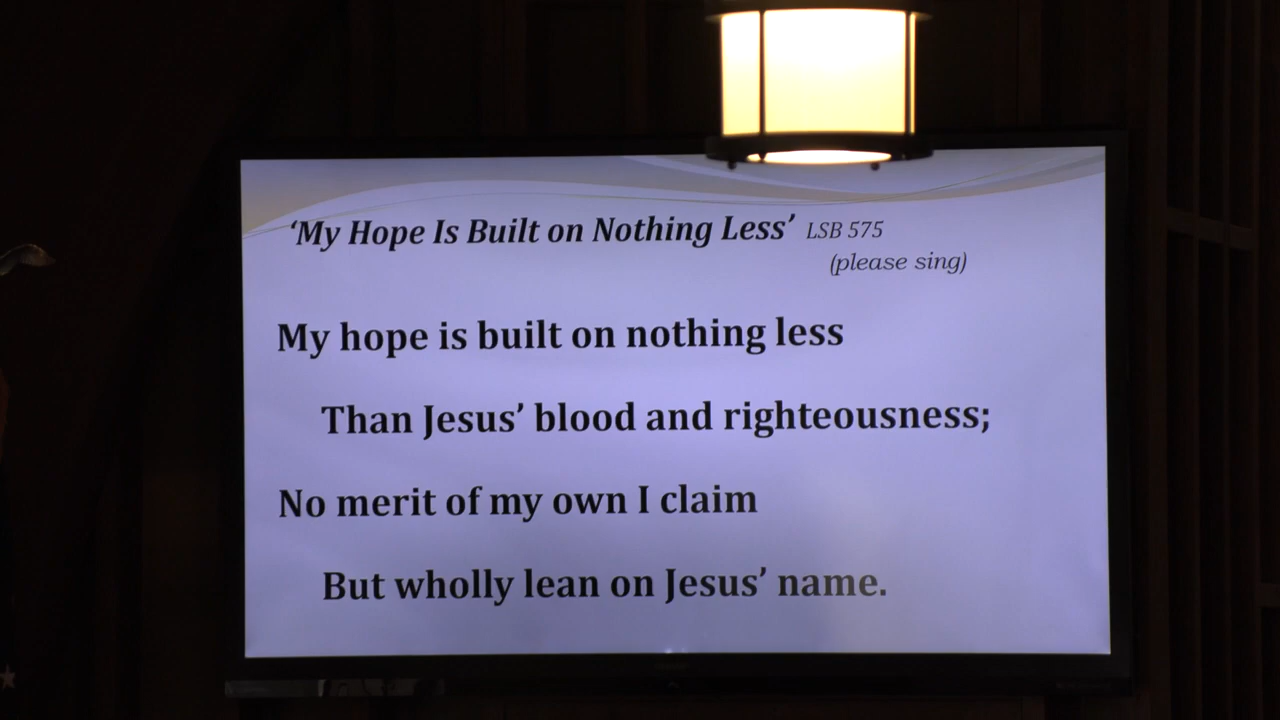 ‘My Hope Is Built on Nothing Less’ LSB 575
(please sing)
My hope is built on nothing less
Than Jesus’ blood and righteousness;
No merit of my own I claim
But wholly lean on Jesus’ name.